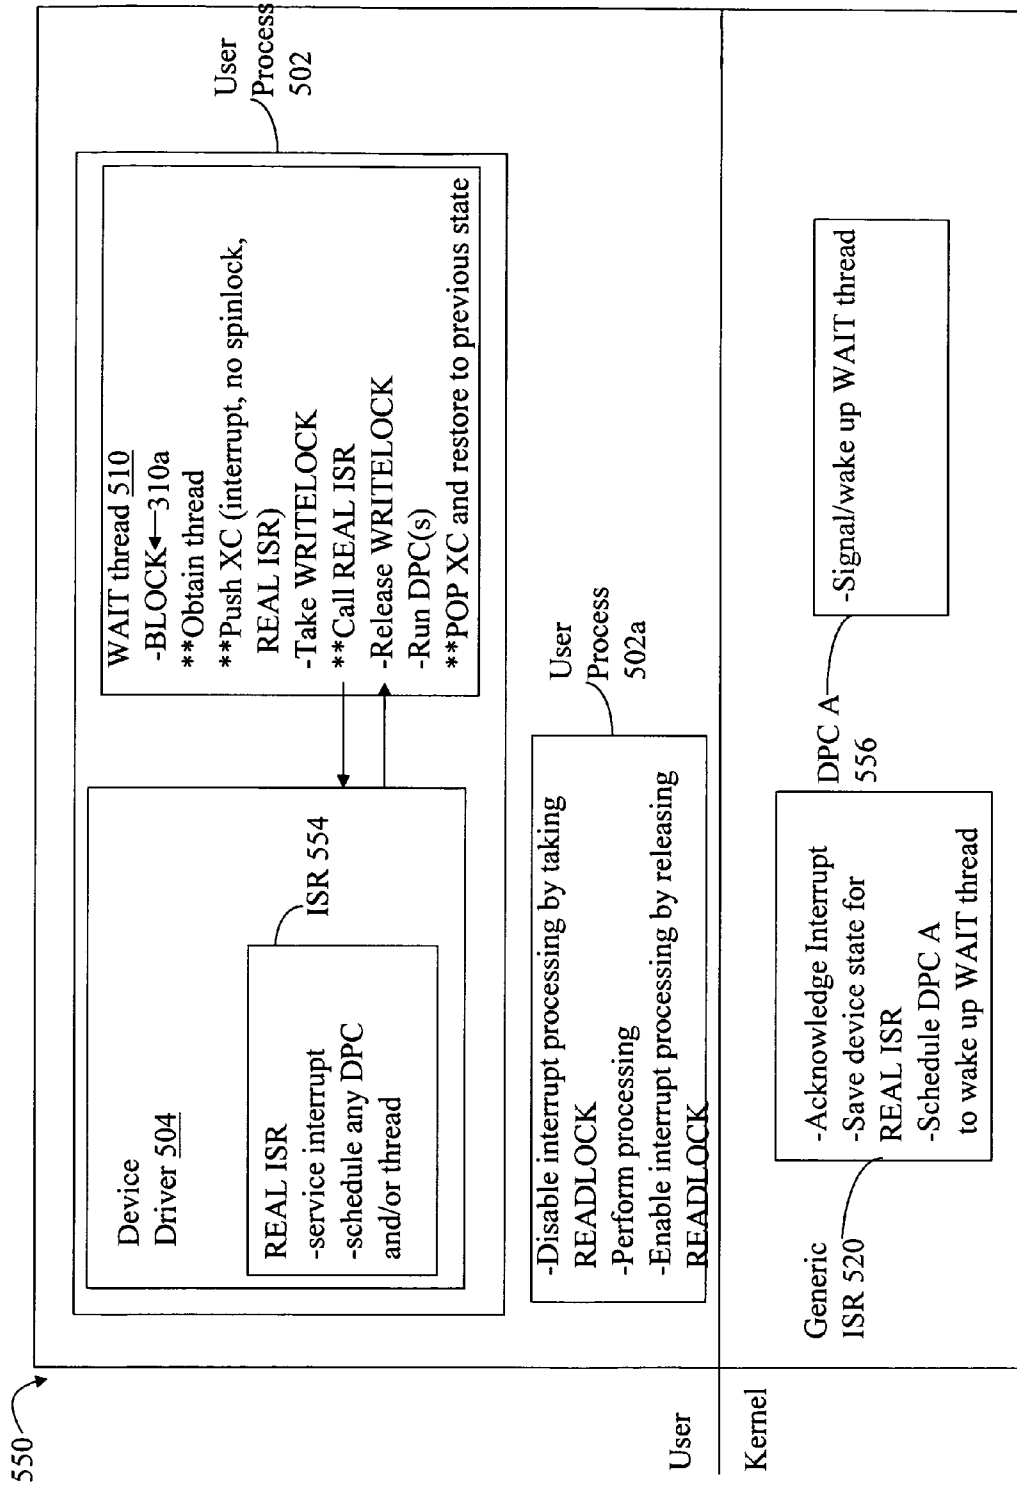 550
User
Kernel
Device
Driver 504
REAL ISR
-service interrupt
-schedule any DPC
and/or thread
ISR 554
WAIT thread 510
-BLOCK
310a
**Obtain thread
**Push XC (interrupt, no spinlock,
REAL ISR)
-Take WRITELOCK
**Call REAL ISR
-Release WRITELOCK
-Run DPC(s)
**POP XC and restore to previous state
User
Process
502
-Disable interrupt processing by taking
READLOCK
-Perform processing
-Enable interrupt processing by releasing
READLOCK
User
Process
502a
Generic
ISR 520
-Acknowledge Interrupt
-Save device state for
REAL ISR
-Schedule DPC A
to wake up WAIT thread
DPC A
556
-Signal/wake up WAIT thread